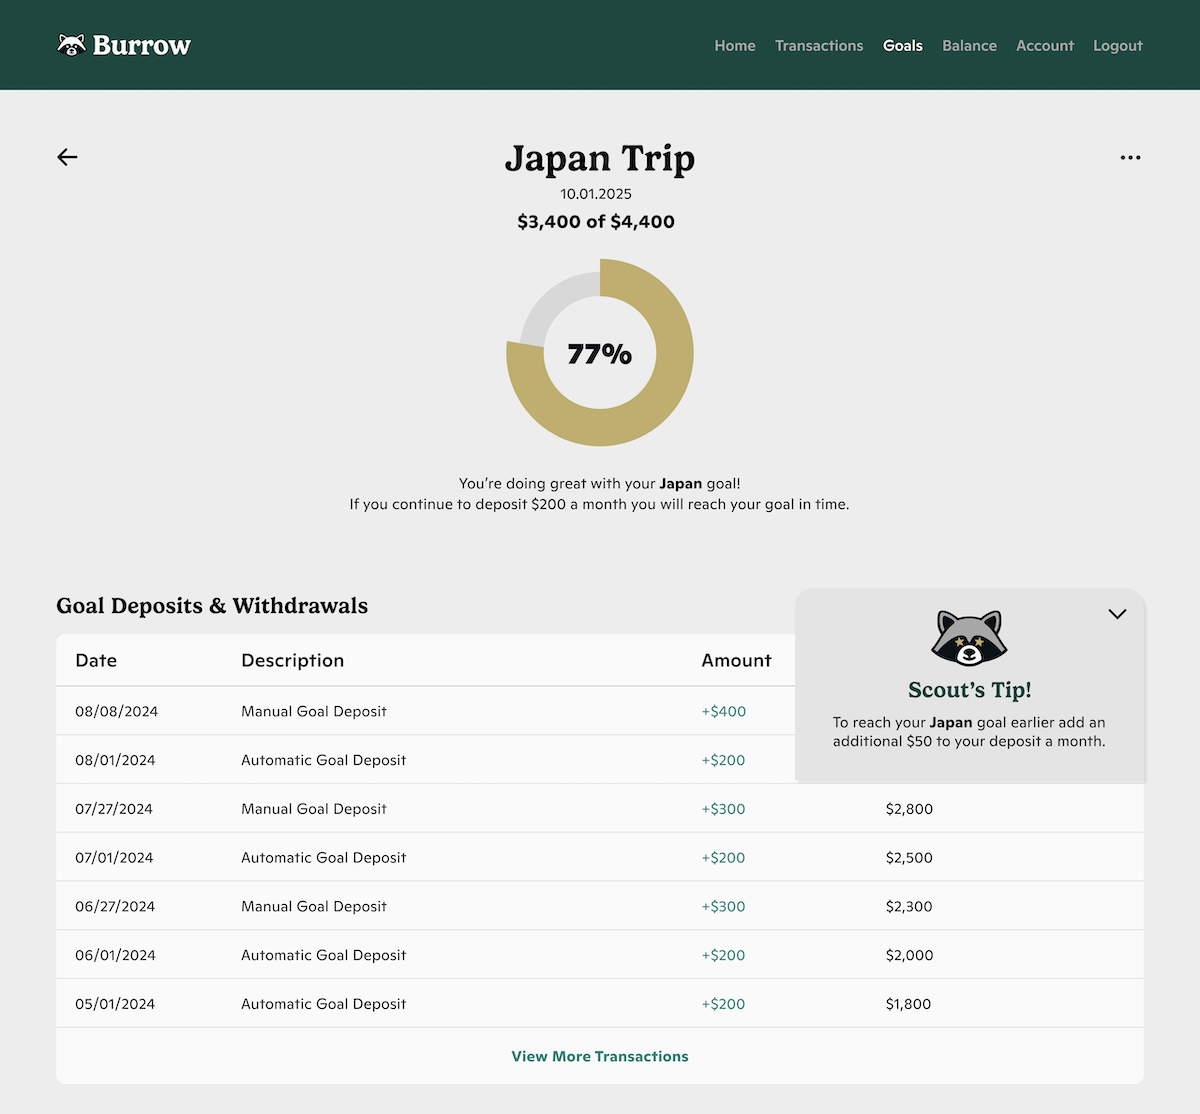 Burrow
Home Transactions Goals Balance Account Logout
Japan Trip
10.01.2025
$3,400 of $4,400
77%
You're doing great with your Japan goal!
If you continue to deposit $200 a month you will reach your goal in time.
Goal Deposits & Withdrawals
Scout's Tip!
To reach your Japan goal earlier add an
additional $50 to your deposit a month.
Date Description Amount
08/08/2024 Manual Goal Deposit +$400
08/01/2024 Automatic Goal Deposit +$200
07/27/2024 Manual Goal Deposit +$300 $2,800
07/01/2024 Automatic Goal Deposit +$200 $2,500
06/27/2024 Manual Goal Deposit +$300 $2,300
06/01/2024 Automatic Goal Deposit +$200 $2,000
05/01/2024 Automatic Goal Deposit +$200 $1,800
View More Transactions